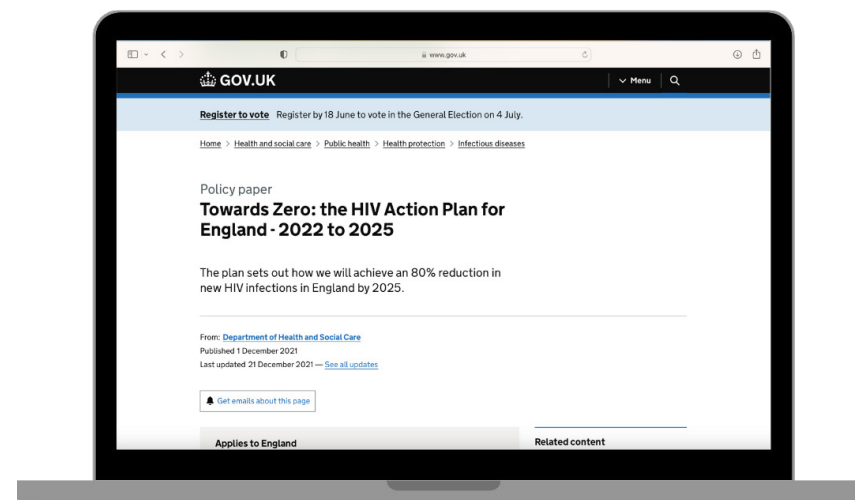 www.gov.uk
GOV.UK
Menu
Register to vote Register by 18 June to vote in the General Election on 4 July.
Home > Health and social care > Public health > Health protection > Infectious diseases
Policy paper
Towards Zero: the HIV Action Plan for
England - 2022 to 2025
The plan sets out how we will achieve an 80% reduction in
new HIV infections in England by 2025.
From: Department of Health and Social Care
Published 1 December 2021
Last updated 21 December 2021 — See all updates
Get emails about this page
Applies to England
Related content